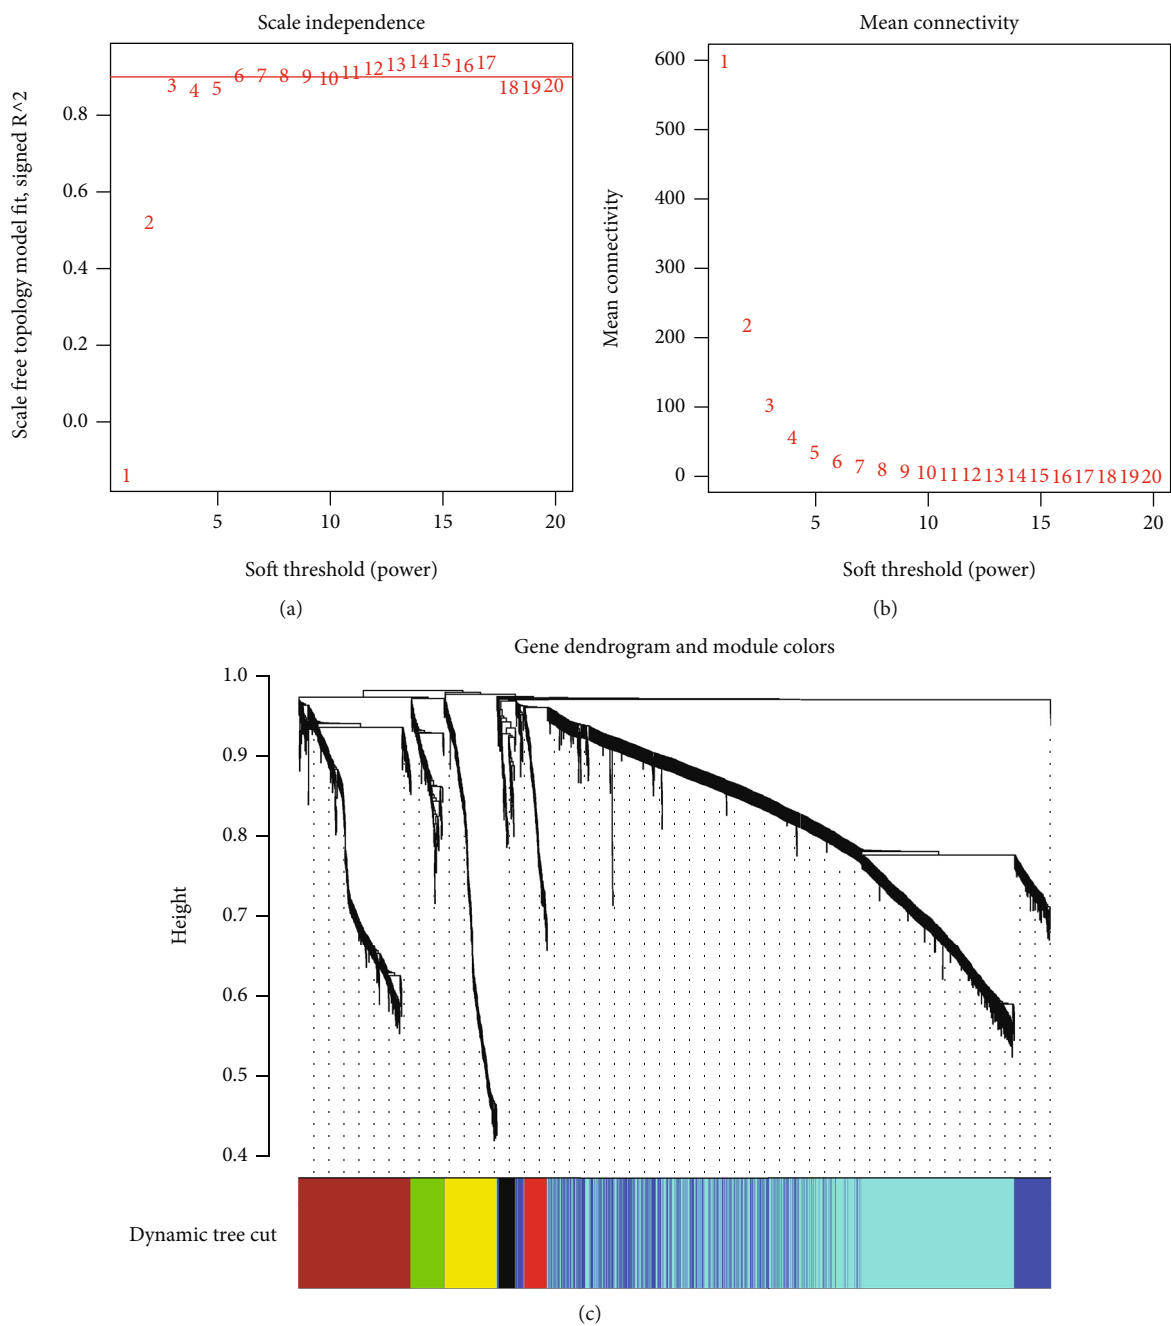 Scale independence
Scale free topology model fit, signed R^2
0.8
0.6
0.4
0.2
0.0
1 2 3 4 5 6 7 8 9 10 11 12 13 14 15 16 17 18 19 20
5 10 15 20
Soft threshold (power)
(a)
Mean connectivity
Mean connectivity
600
500
400
300
200
100
0
1 2 3 4 5 6 7 8 9 10 11 12 13 14 15 16 17 18 19 20
5 10 15 20
Soft threshold (power)
(b)
Gene dendrogram and module colors
Height
1.0
0.9
0.8
0.7
0.6
0.5
0.4
Dynamic tree cut
(c)